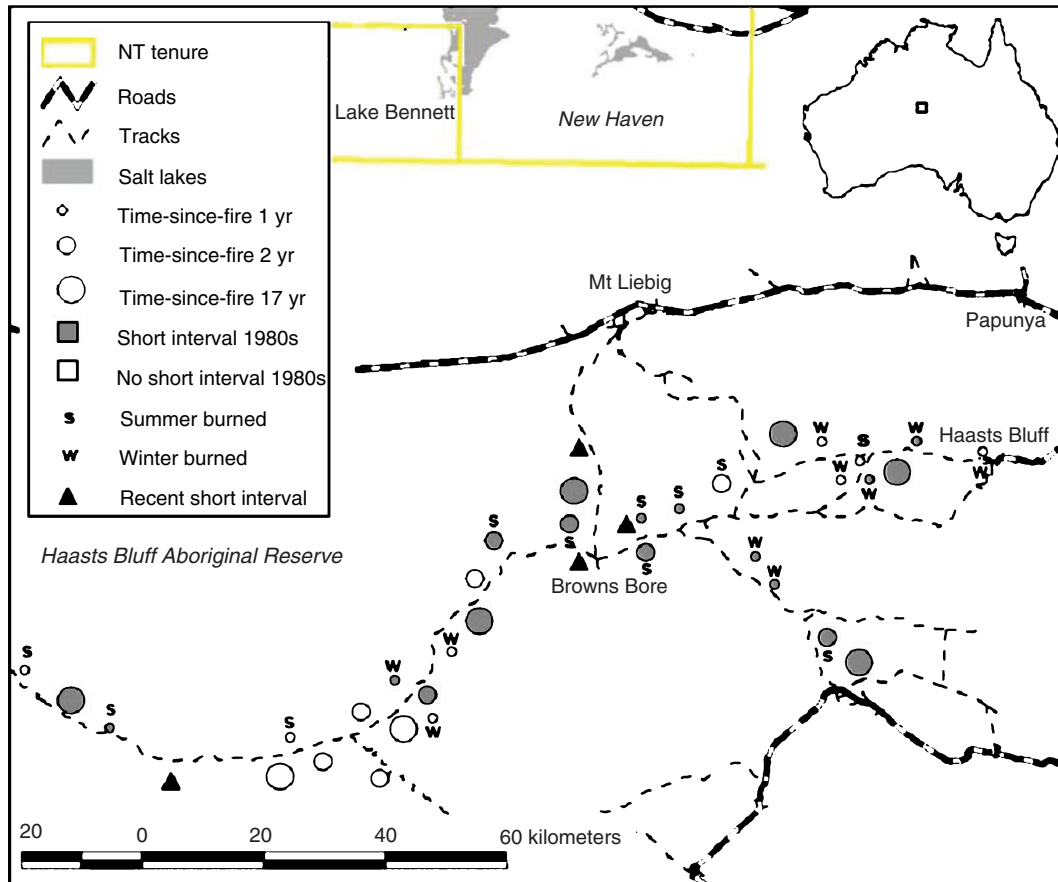 NT tenure
Roads
Tracks
Salt lakes
Time-since-fire 1 yr
Time-since-fire 2 yr
Time-since-fire 17 yr
Short interval 1980s
No short interval 1980s
S Summer burned
W Winter burned
Recent short interval
Lake Bennett
New Haven
Mt Liebig
Papunya
Haasts Bluff
W
W
S
W
W
W
S
S
S
S
S
Browns Bore
S
Haasts Bluff Aboriginal Reserve
W
W
W
S
W
S
S
S
W
20 0 20 40 60 kilometers